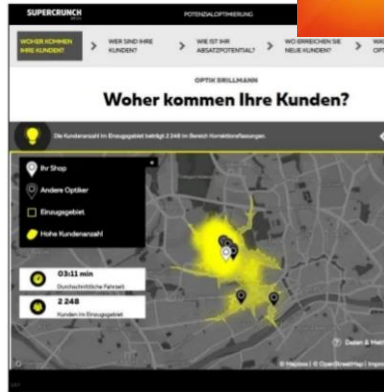 SUPERCRUNCH
POTENZIALOPTIMIERUNG
WOHER KOMMEN
IHRE KUNDEN?
WER SIND IHRE
KUNDEN?
WIE IST IHR
ABSATZPOTENTIAL?
WO ERREICHEN SIE
NEUE KUNDEN?
OPTIK BRILLMANN
Woher kommen Ihre Kunden?
Die Kundenanzahl im Einzugsgebiet beträgt 2 248 im Bereich Korrektionsfassungen.
Ihr Shop
Andere Optiker
Einzugsgebiet
Hohe Kundenanzahl
03:11 min
Durchschnittliche Fahrzeit
2 248
Kunden im Einzugsgebiet
Daten &
© Mapbox | © OpenStreetMap |